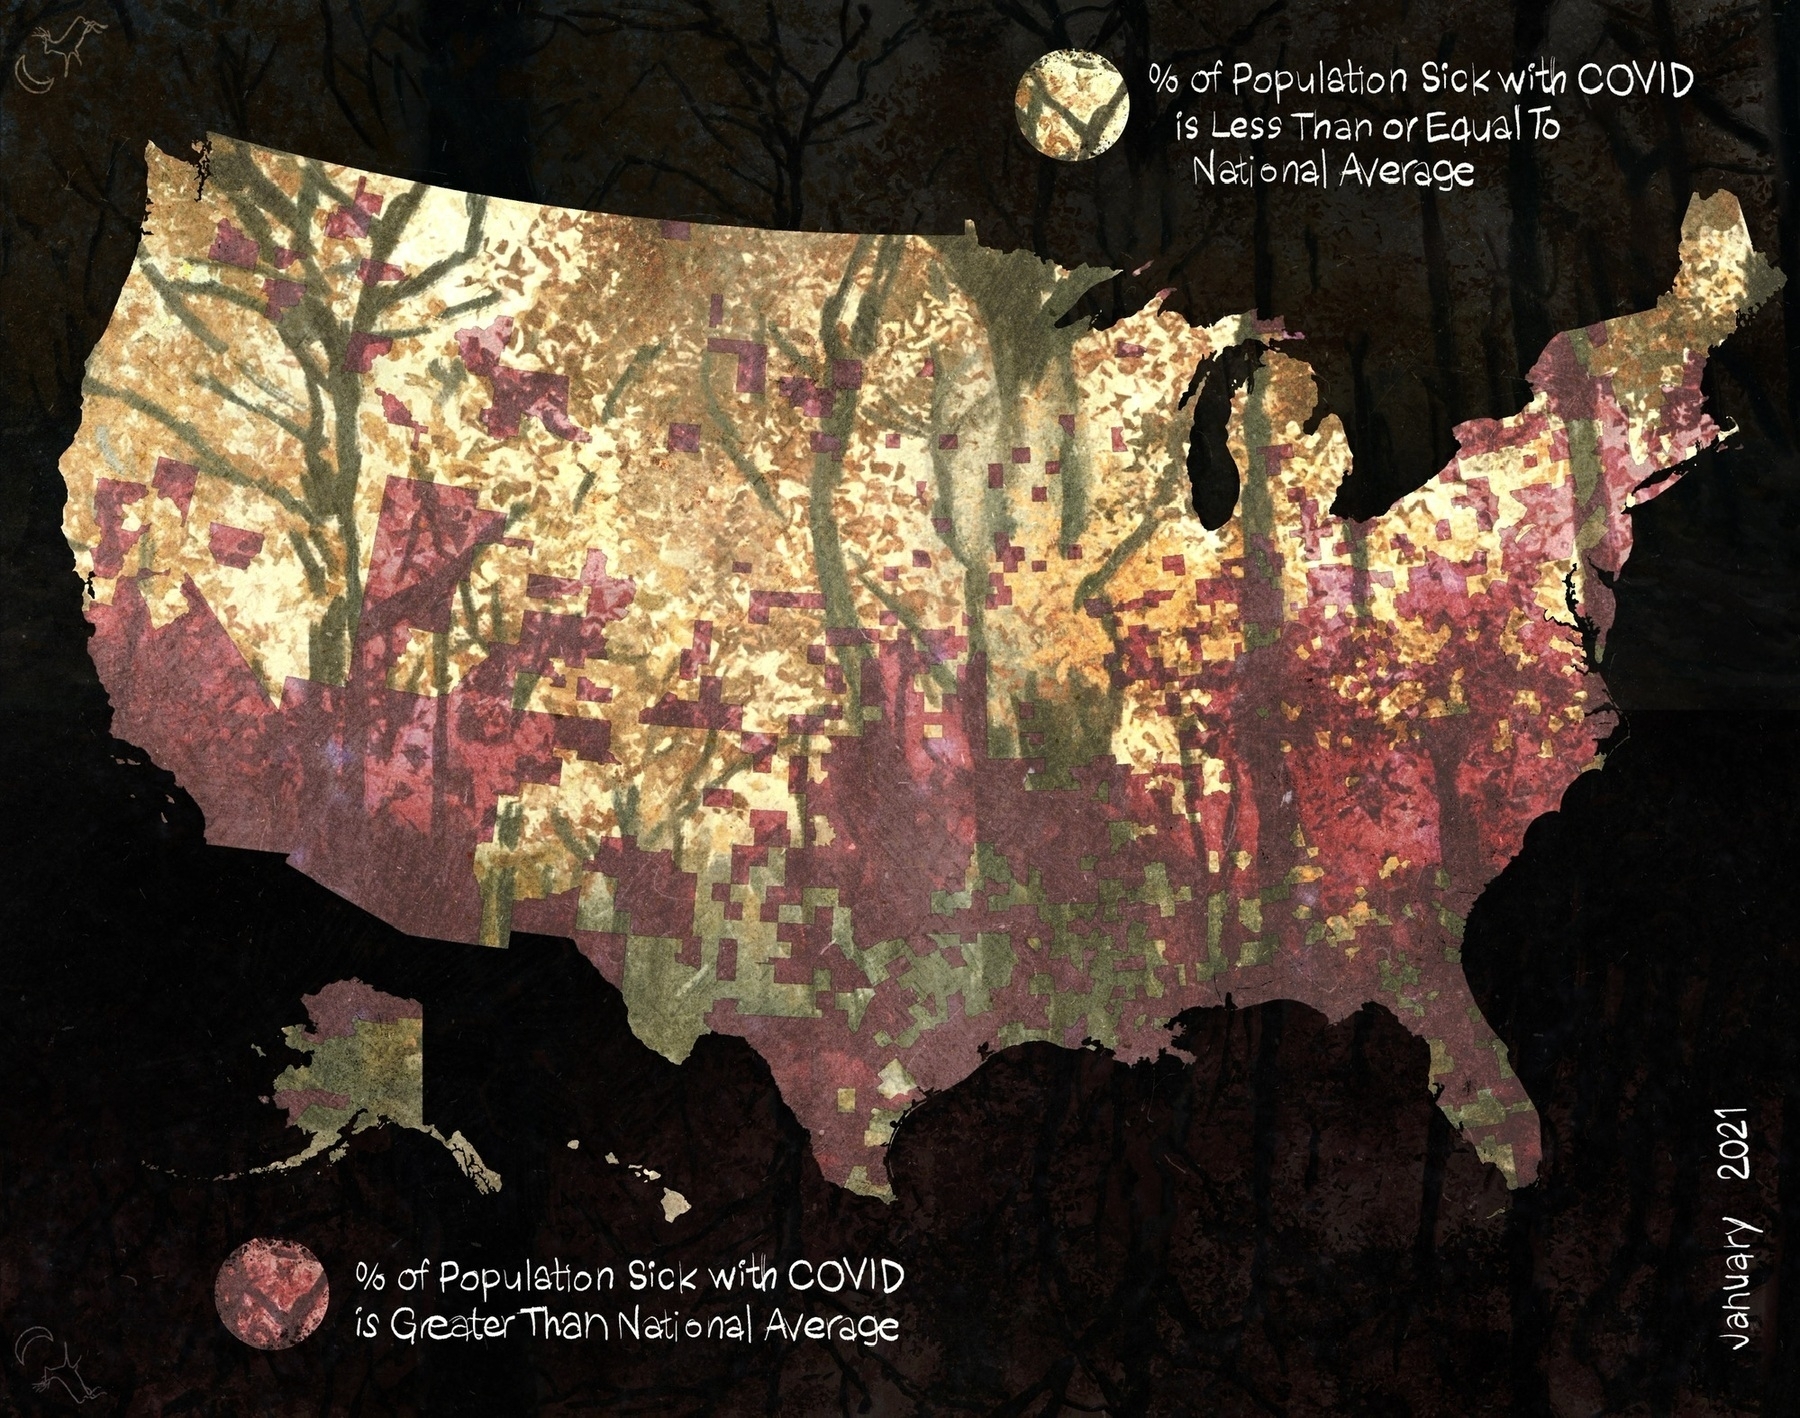 % of Population Sick with COVID
is Less Than or Equal To
National Average
% of Population Sick with COVID
is Greater Than National Average
January 2021